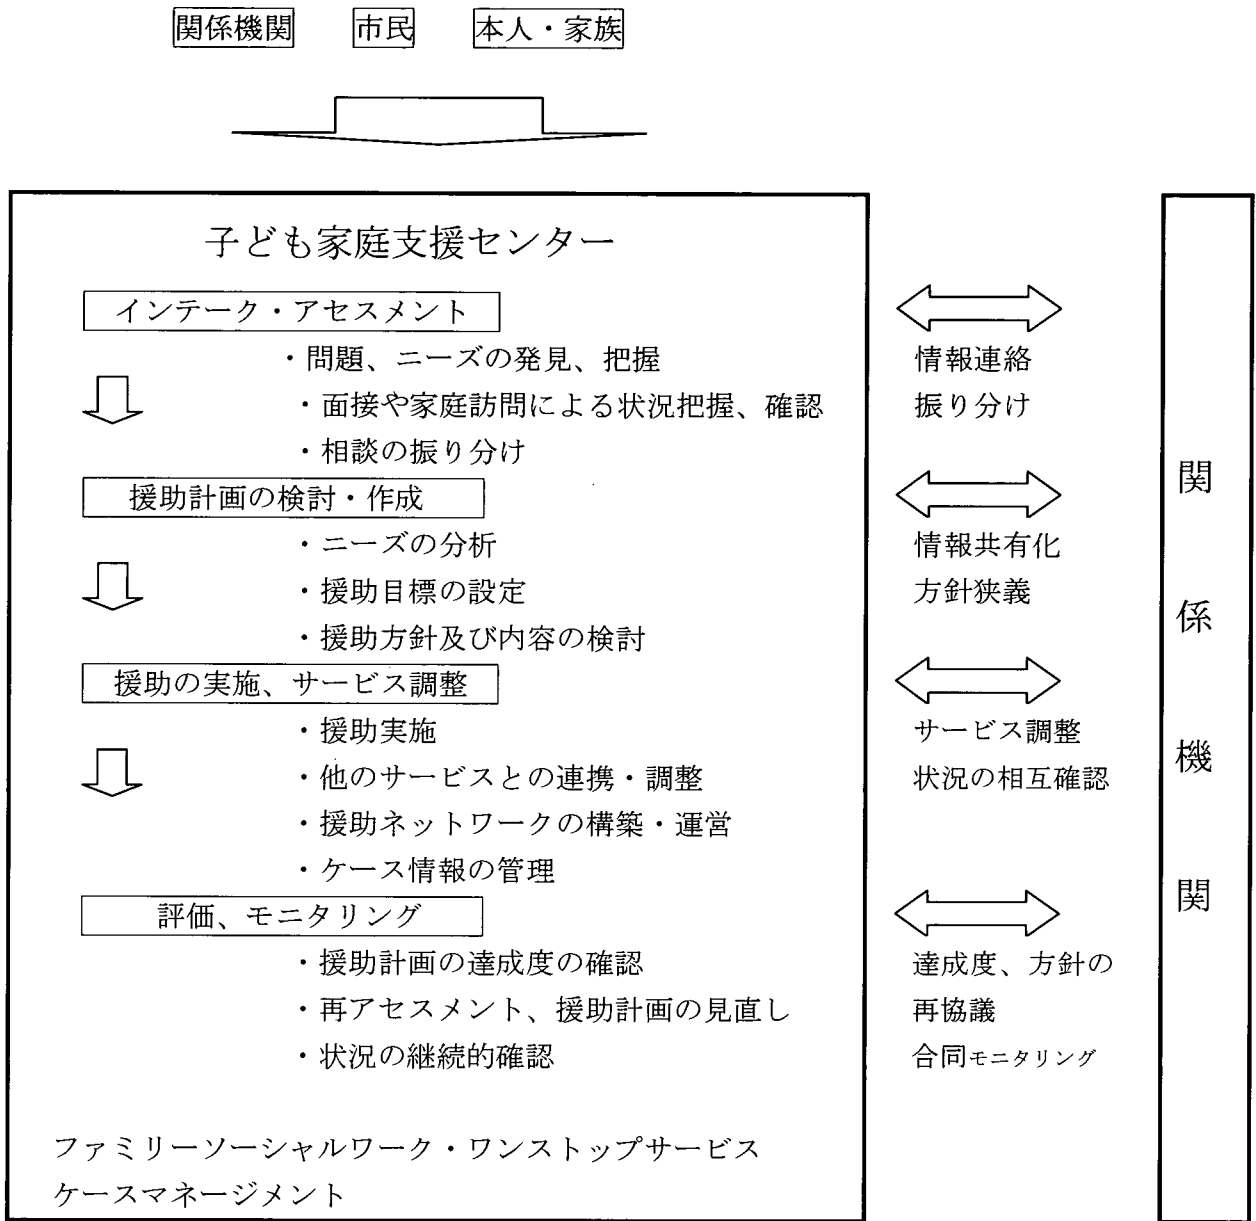 関係機関 市民 本人・家族
子ども家庭支援センター
インテーク・アセスメント
・問題、ニーズの発見、把握
・面接や家庭訪問による状況把握、確認
・相談の振り分け
情報連絡
振り分け
援助計画の検討・作成
・ニーズの分析
・援助目標の設定
・援助方針及び内容の検討
情報共有化
方針狭義
援助の実施、サービス調整
・援助実施
・他のサービスとの連携・調整
・援助ネットワークの構築・運営
・ケース情報の管理
サービス調整
状況の相互確認
評価、モニタリング
・援助計画の達成度の確認
・再アセスメント、援助計画の見直し
・状況の継続的確認
達成度、方針の
再協議
合同モニタリング
ファミリーソーシャルワーク・ワンストップサービス
ケースマネージメント
関係機関